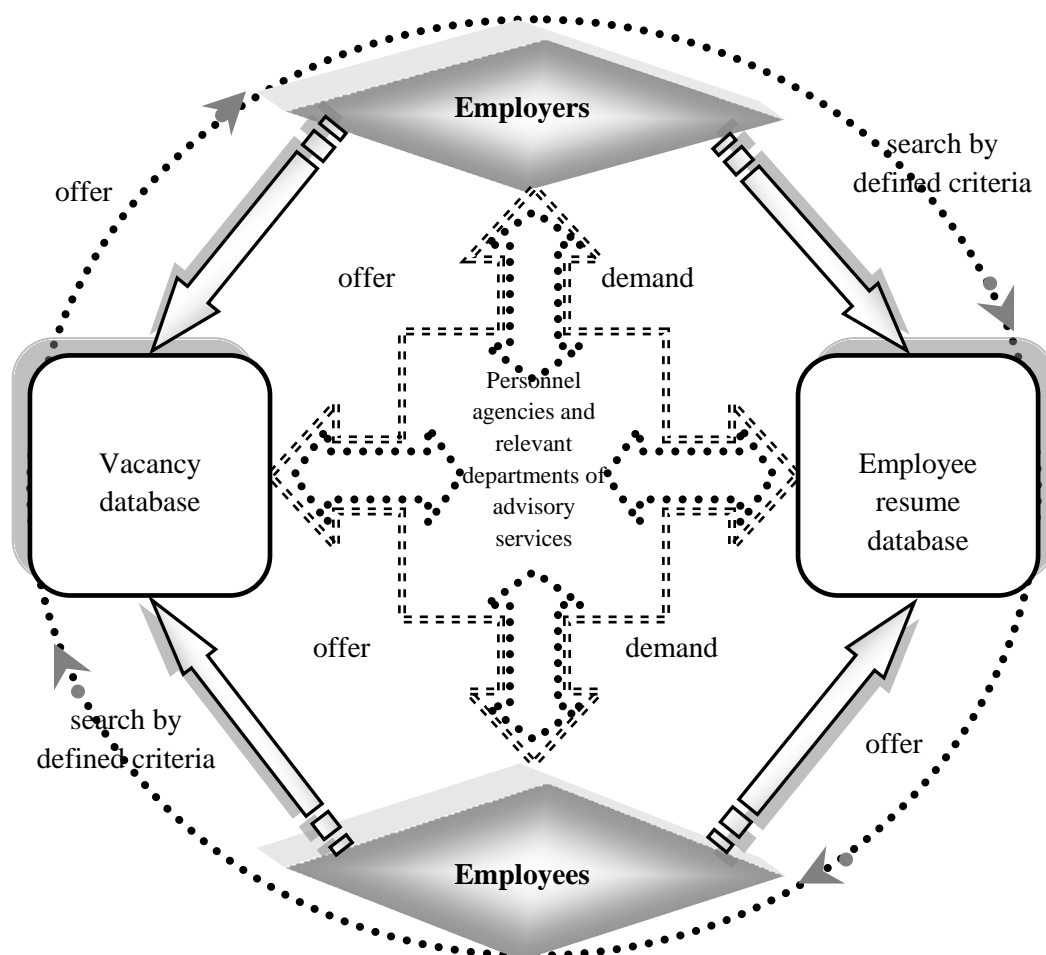 Employers
search by
defined criteria
offer
offer
demand
Personnel
agencies and
relevant
departments of
advisory
services
Vacancy
database
Employee
resume
database
offer
demand
search by
defined criteria
offer
Employees